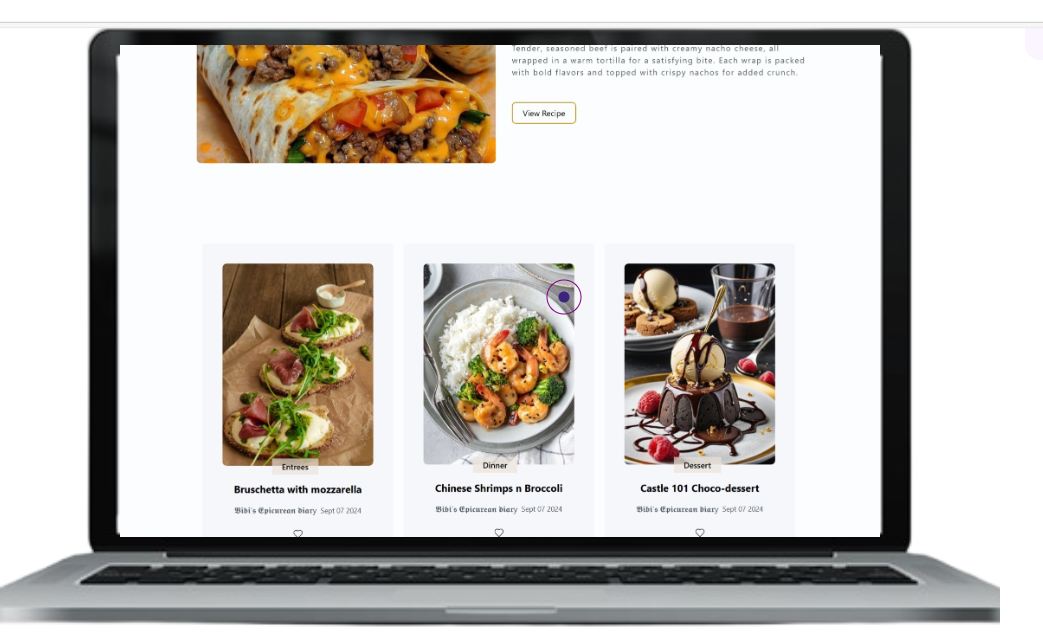 Tender, seasoned beef is paired with creamy nacho cheese, all
wrapped in a warm tortilla for a satisfying bite. Each wrap is packed
with bold flavors and topped with crispy nachos for added crunch.
View Recipe
Entrees
Bruschetta with mozzarella
𝕭ibi's Epicurean diary Sept 07 2024
Dinner
Chinese Shrimps n Broccoli
Bibi's Epicurean diary Sept 07 2024
Dessert
Castle 101 Choco-dessert
Bibi's Epicurean diary Sept 07 2024